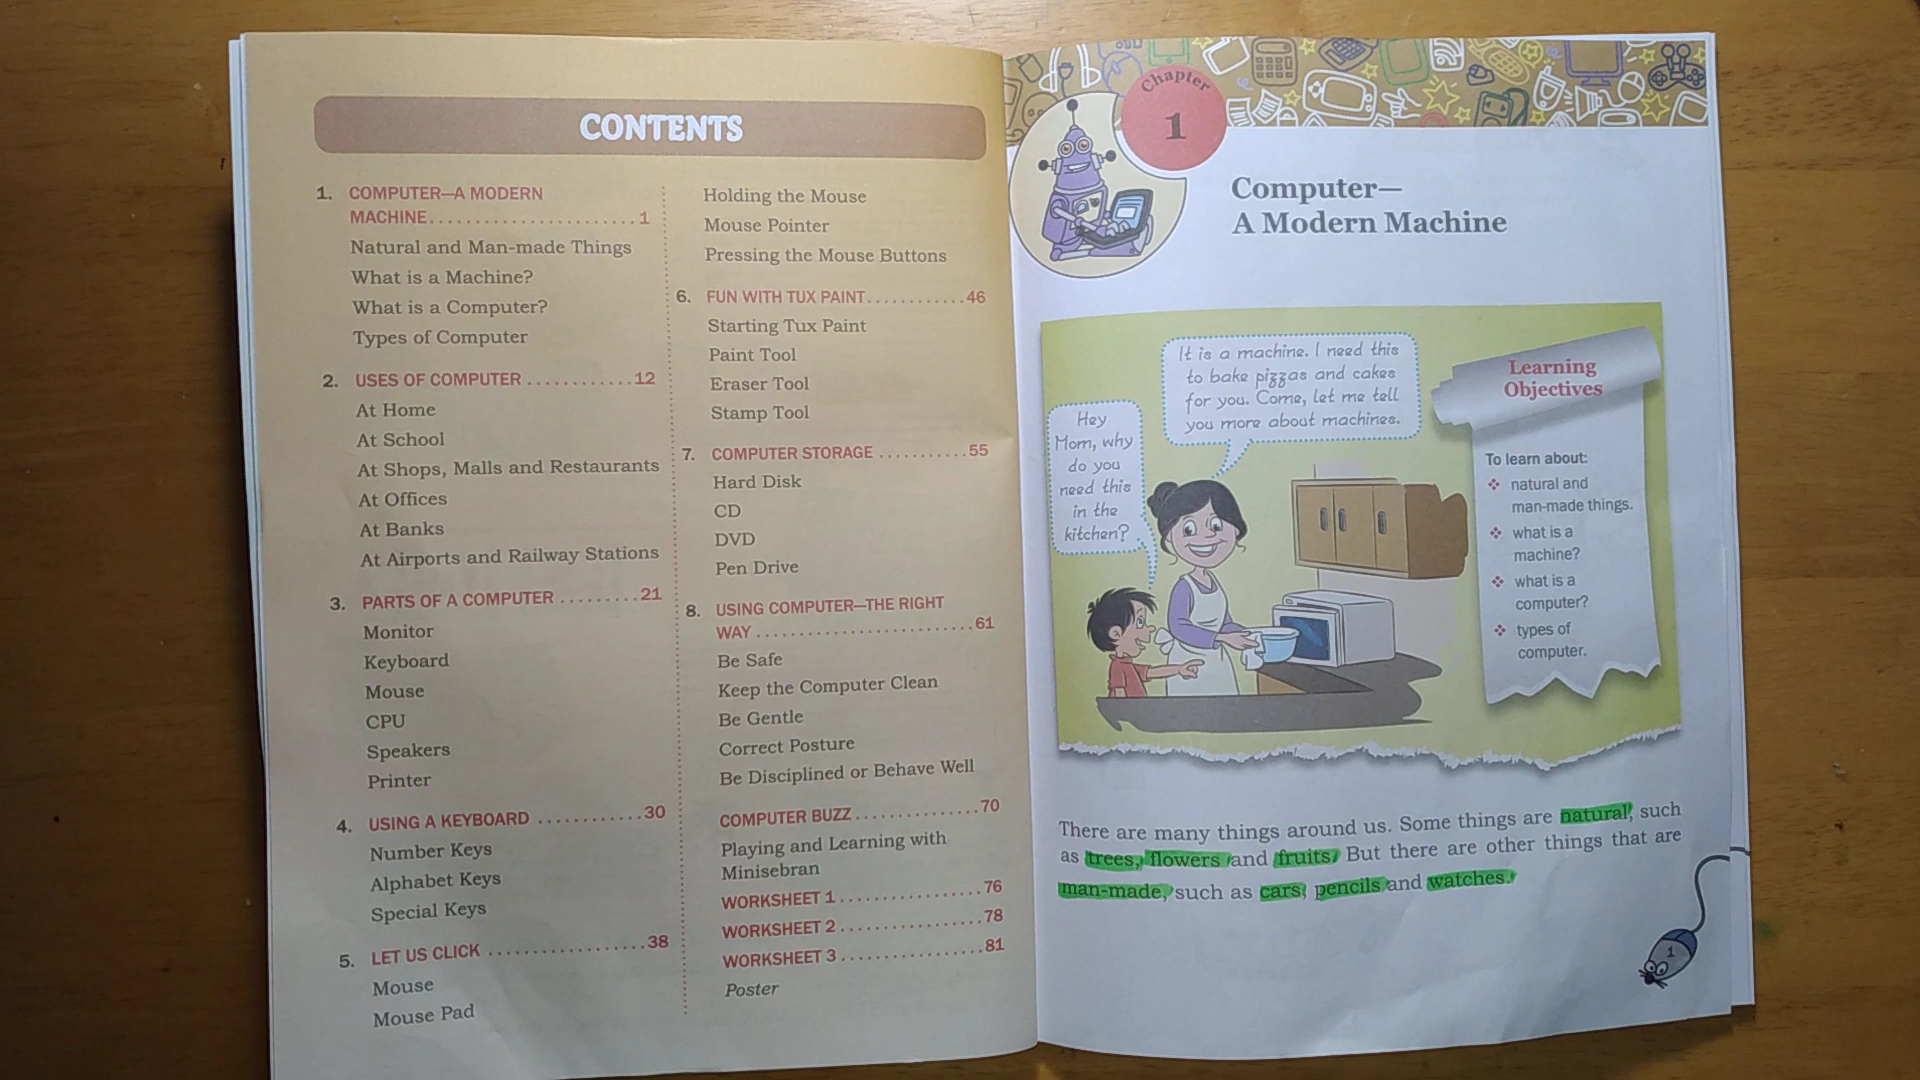 CONTENTS
1. COMPUTER—A MODERN
MACHINE.......................1
Natural and Man-made Things
What is a Machine?
What is a Computer?
Types of Computer
2. USES OF COMPUTER ............12
At Home
At School
At Shops, Malls and Restaurants
At Offices
At Banks
At Airports and Railway Stations
3. PARTS OF A COMPUTER .........21
Monitor
Keyboard
Mouse
CPU
Speakers
Printer
4. USING A KEYBOARD ............30
Number Keys
Alphabet Keys
Special Keys
5. LET US CLICK ..................38
Mouse
Mouse Pad
Holding the Mouse
Mouse Pointer
Pressing the Mouse Buttons
6. FUN WITH TUX PAINT............46
Starting Tux Paint
Paint Tool
Eraser Tool
Stamp Tool
7. COMPUTER STORAGE ...........55
Hard Disk
CD
DVD
Pen Drive
8. USING COMPUTER—THE RIGHT
WAY .........................61
Be Safe
Keep the Computer Clean
Be Gentle
Correct Posture
Be Disciplined or Behave Well
COMPUTER BUZZ..............70
Playing and Learning with
Minisebran
WORKSHEET 1................76
WORKSHEET 2................78
WORKSHEET 3................81
Poster
Chapter
1
Computer—
A Modern Machine
It is a machine. I need this
to bake pizzas and cakes
for you. Come, let me tell
you more about machines.
Hey
Mom, why
do you
need this
in the
kitchen?
Learning
Objectives
To learn about:
❖ natural and
man-made things.
❖ what is a
machine?
❖ what is a
computer?
❖ types of
computer.
There are many things around us. Some things are natural, such
as trees, flowers and fruits. But there are other things that are
man-made, such as cars, pencils and watches.
1